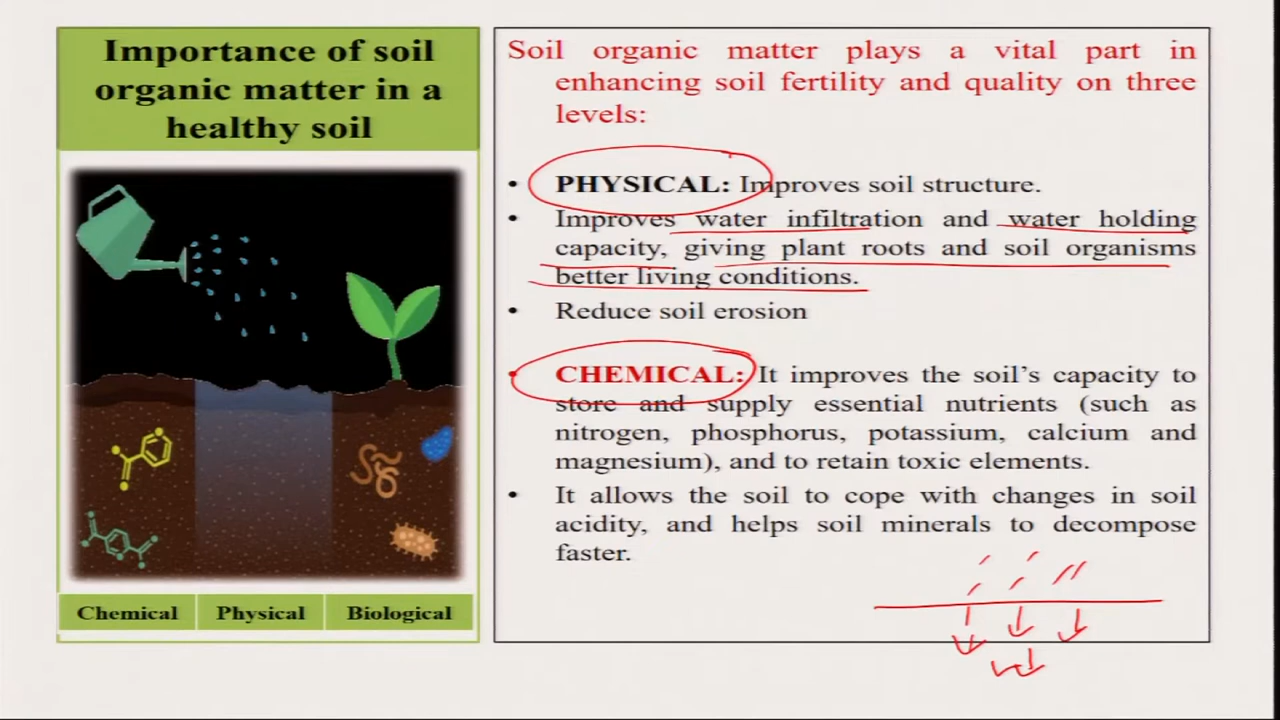 Importance of soil
organic matter in a
healthy soil
Chemical
Physical
Biological
Soil organic matter plays a vital part in
enhancing soil fertility and quality on three
levels:
• PHYSICAL: Improves soil structure.
• Improves water infiltration and water holding
capacity, giving plant roots and soil organisms
better living conditions.
• Reduce soil erosion
• CHEMICAL: It improves the soil's capacity to
store and supply essential nutrients (such as
nitrogen, phosphorus, potassium, calcium and
magnesium), and to retain toxic elements.
• It allows the soil to cope with changes in soil
acidity, and helps soil minerals to decompose
faster.